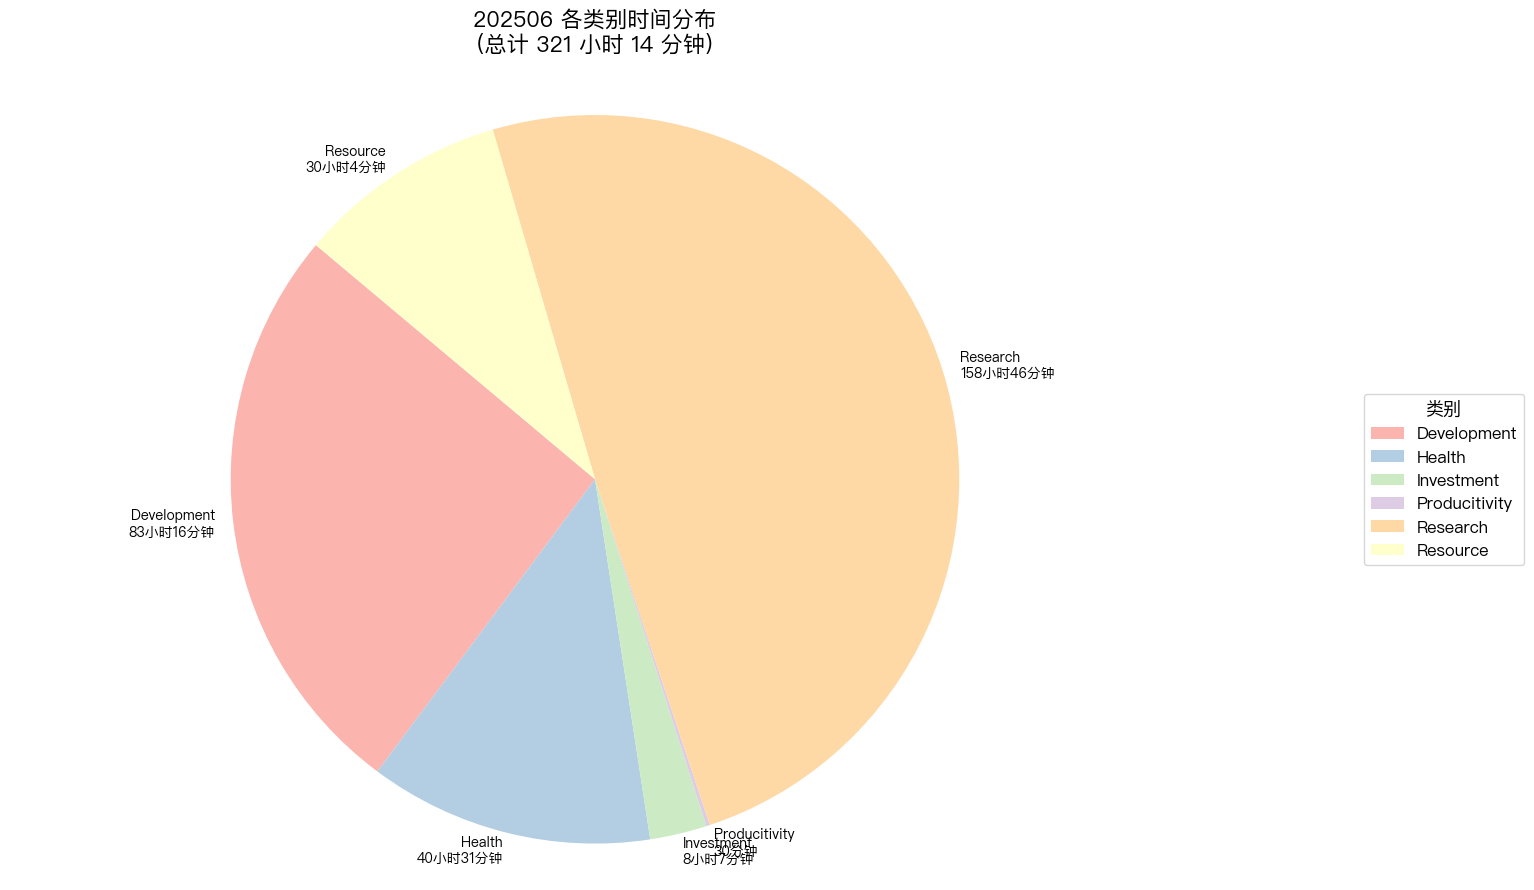 202506 各类别时间分布
(总计 321 小时 14 分钟)
Resource
30小时4分钟
Research
158小时46分钟
Development
83小时16分钟
Health
40小时31分钟
Investment
8小时7分钟
Producitivity
30分钟
类别
Development
Health
Investment
Producitivity
Research
Resource